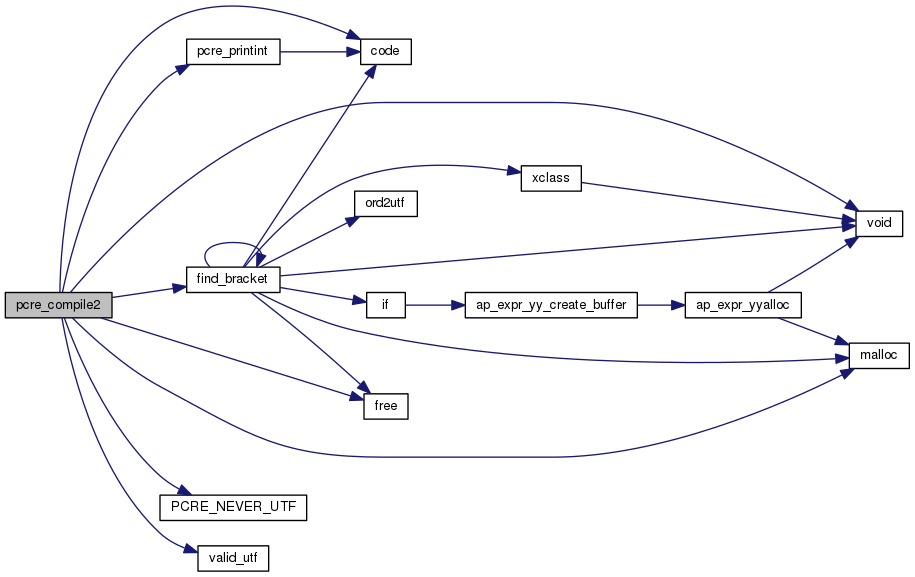 pcre_printint
code
xclass
ord2utf
void
find_bracket
pcre_compile2
if
ap_expr_yy_create_buffer
ap_expr_yyalloc
malloc
free
PCRE_NEVER_UTF
valid_utf